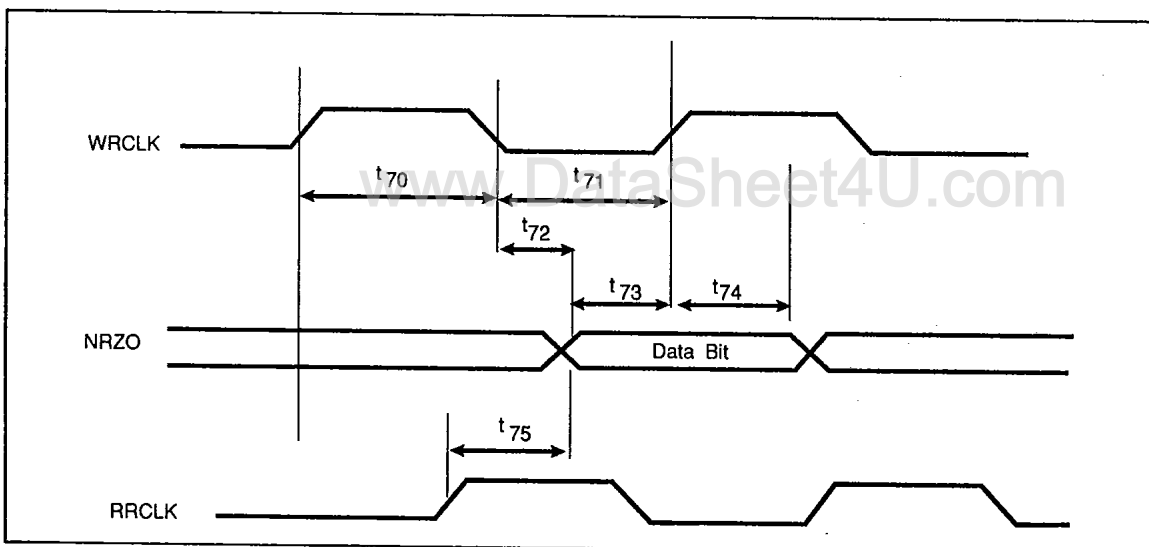 WRCLK
t70
t71
www.DataSheet4U.com
t72
t73
t74
NRZO
Data Bit
t75
RRCLK